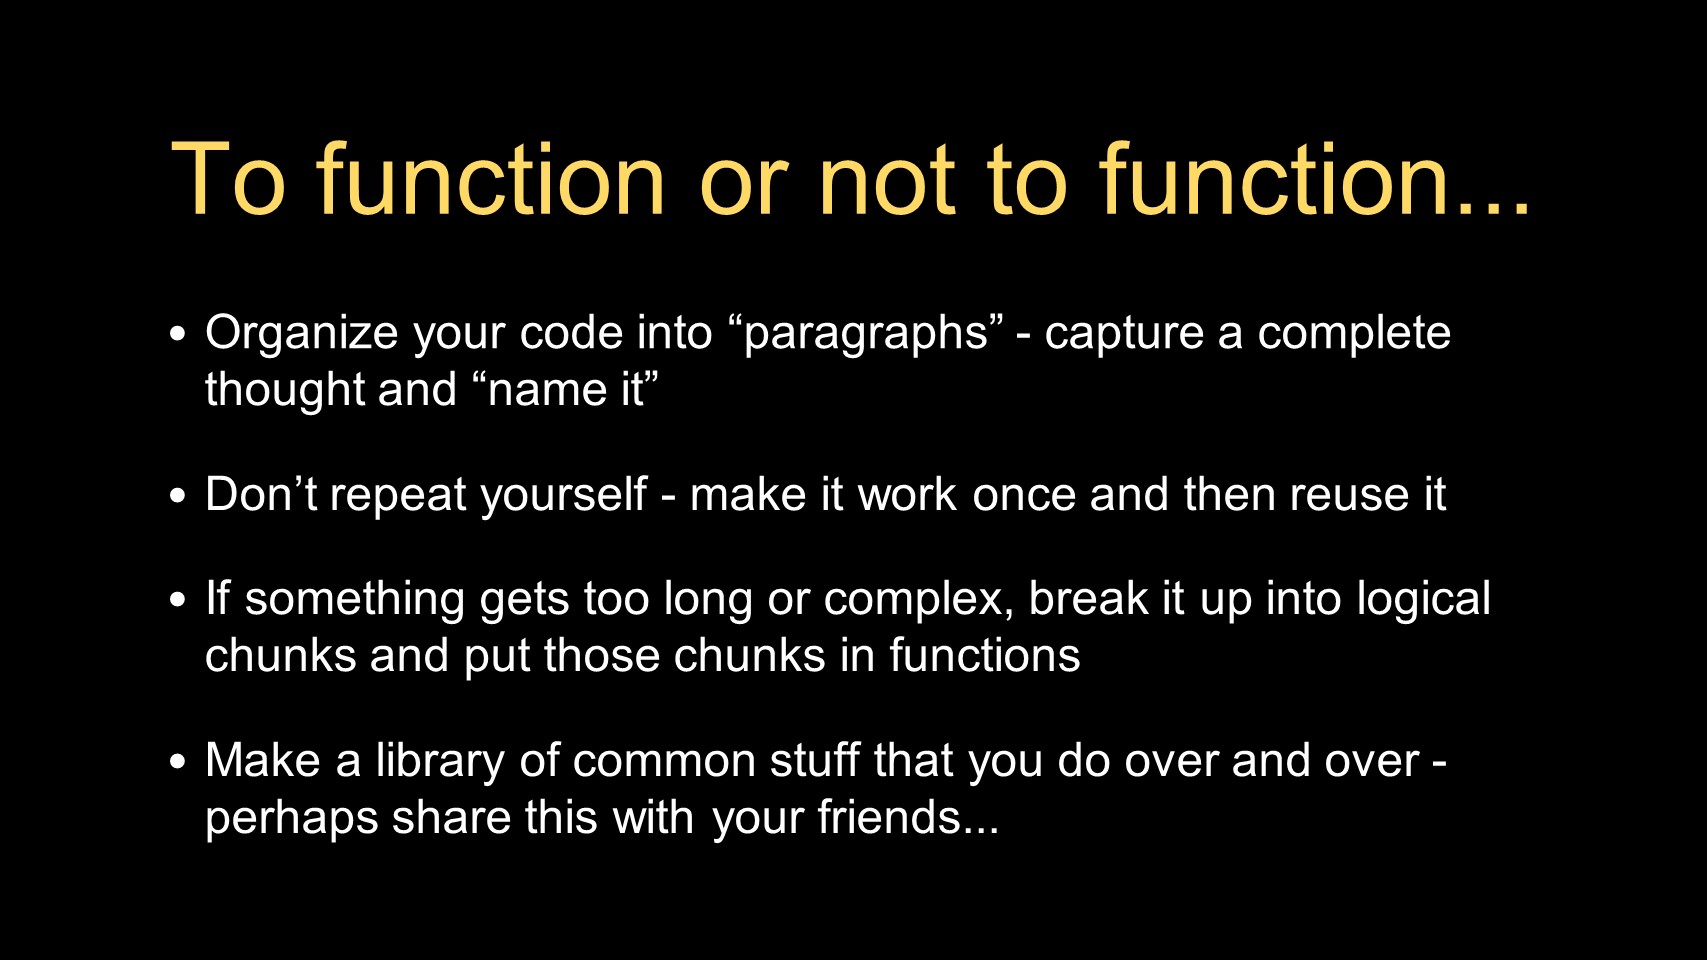 To function or not to function...
• Organize your code into “paragraphs” - capture a complete
thought and “name it”
• Don’t repeat yourself - make it work once and then reuse it
• If something gets too long or complex, break it up into logical
chunks and put those chunks in functions
• Make a library of common stuff that you do over and over -
perhaps share this with your friends...